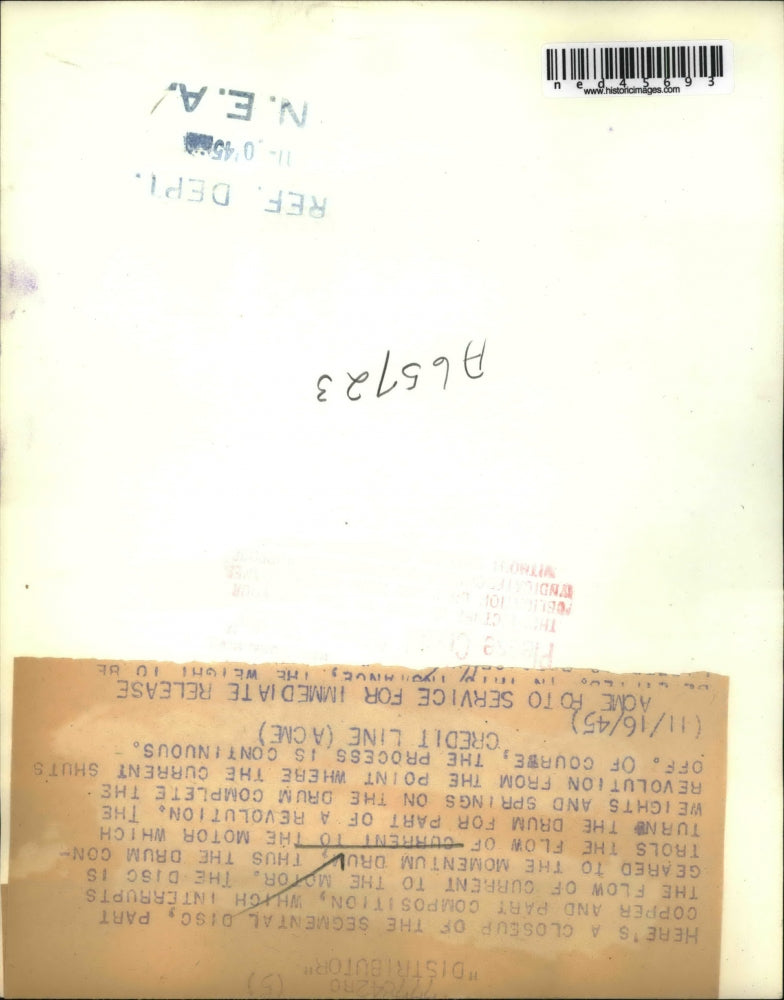 ned45693
www.historicimages.com
N.E.A.
REF. DEPT.
A65723
"DISTRIBUTOR"
HERE'S A CLOSEUP OF THE SEGMENTAL DISC, PART
COPPER AND PART COMPOSITION, WHICH INTERRUPTS
THE FLOW OF CURRENT TO THE MOTOR. THE DISC IS
GEARED TO THE MOMENTUM DRUM, THUS THE DRUM CON-
TROLS THE FLOW OF CURRENT TO THE MOTOR WHICH
TURNS THE DRUM FOR PART OF A REVOLUTION. THE
WEIGHTS AND SPRINGS ON THE DRUM COMPLETE THE
REVOLUTION FROM THE POINT WHERE THE CURRENT SHUTS
OFF. OF COURSE, THE PROCESS IS CONTINUOUS.
CREDIT LINE (ACME)
(11/16/45)
ACME FOTO SERVICE FOR IMMEDIATE RELEASE
THE WEIGHT TO BE